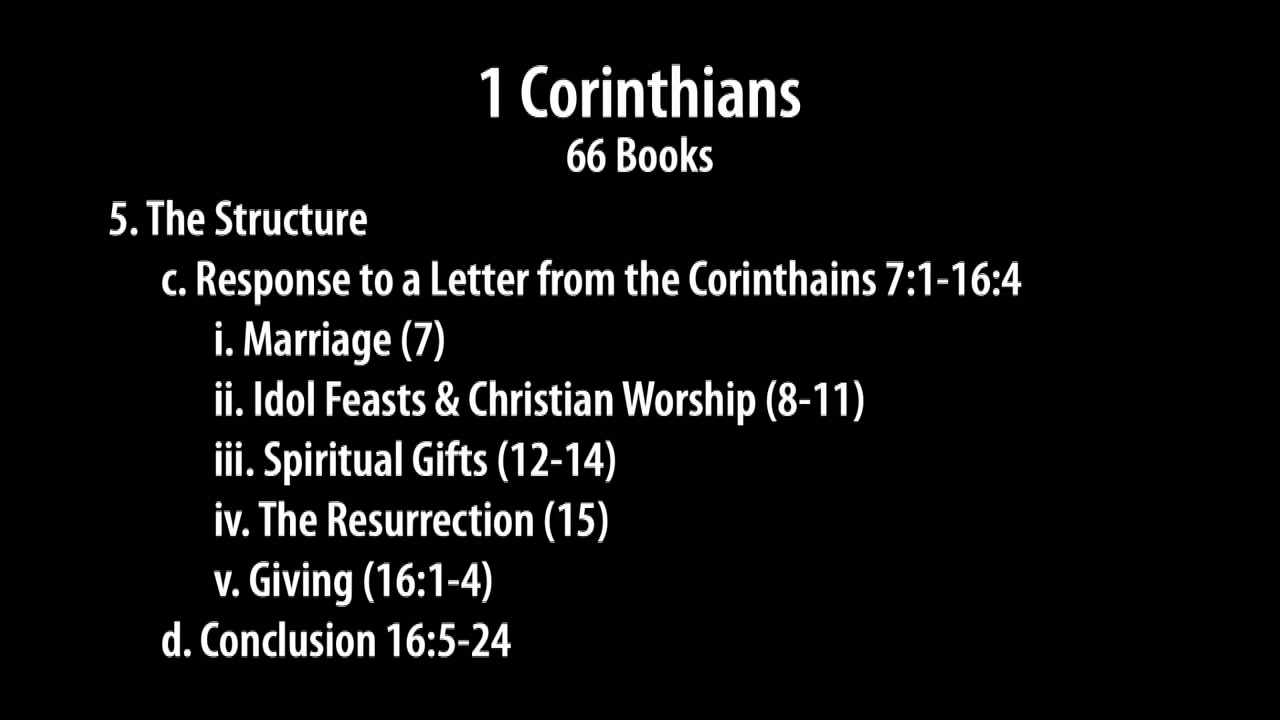 1 Corinthians
66 Books
5. The Structure
c. Response to a Letter from the Corinthains 7:1-16:4
i. Marriage (7)
ii. Idol Feasts & Christian Worship (8-11)
iii. Spiritual Gifts (12-14)
iv. The Resurrection (15)
v. Giving (16:1-4)
d. Conclusion 16:5-24